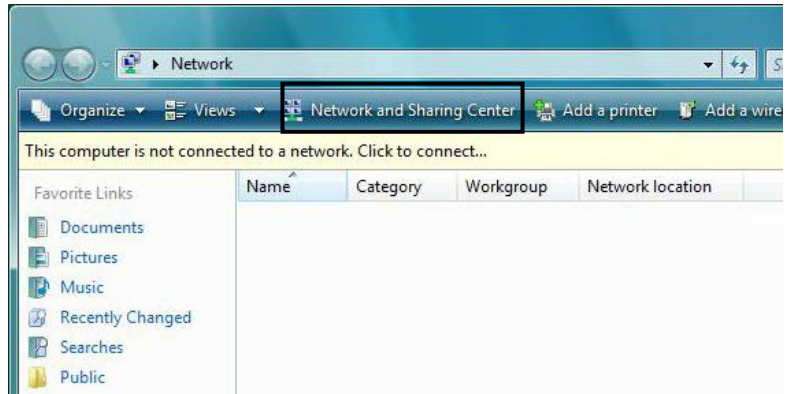 Network
S
Organize Views Network and Sharing Center Add a printer Add a wire
This computer is not connected to a network. Click to connect...
Favorite Links Name Category Workgroup Network location
Documents
Pictures
Music
Recently Changed
Searches
Public